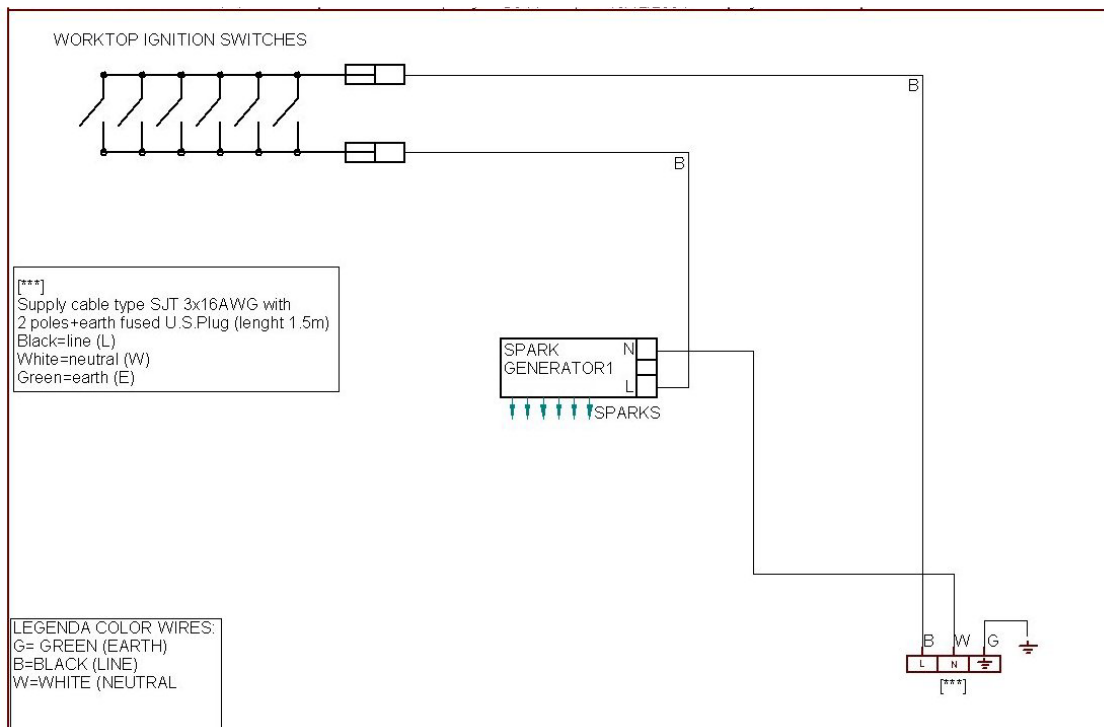 WORKTOP IGNITION SWITCHES
B
B
[***]
Supply cable type SJT 3x16AWG with
2 poles+earth fused U.S.Plug (lenght 1.5m)
Black=line (L)
White=neutral (W)
Green=earth (E)
SPARK N
GENERATOR1
L
SPARKS
LEGENDA COLOR WIRES:
G= GREEN (EARTH)
B=BLACK (LINE)
W=WHITE (NEUTRAL
B W G
L N
[***]